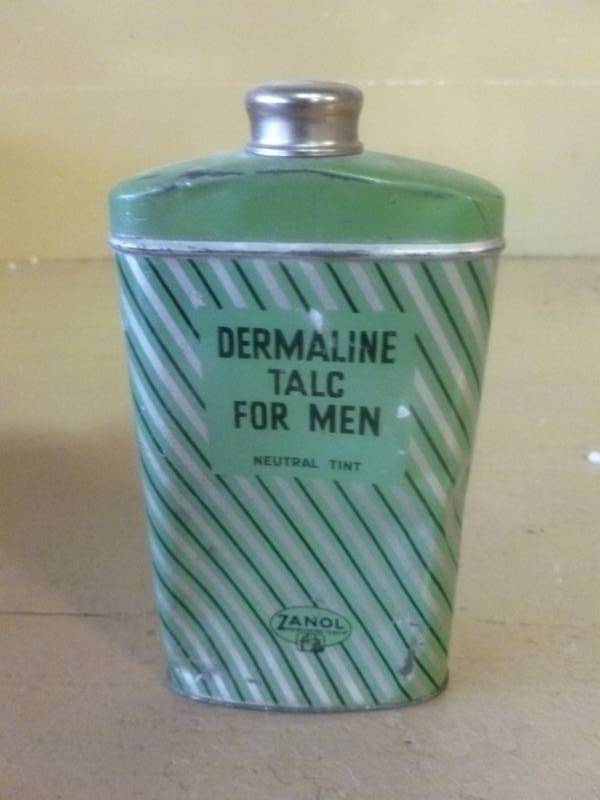 DERMALINE
TALC
FOR MEN
NEUTRAL TINT
ZANOL